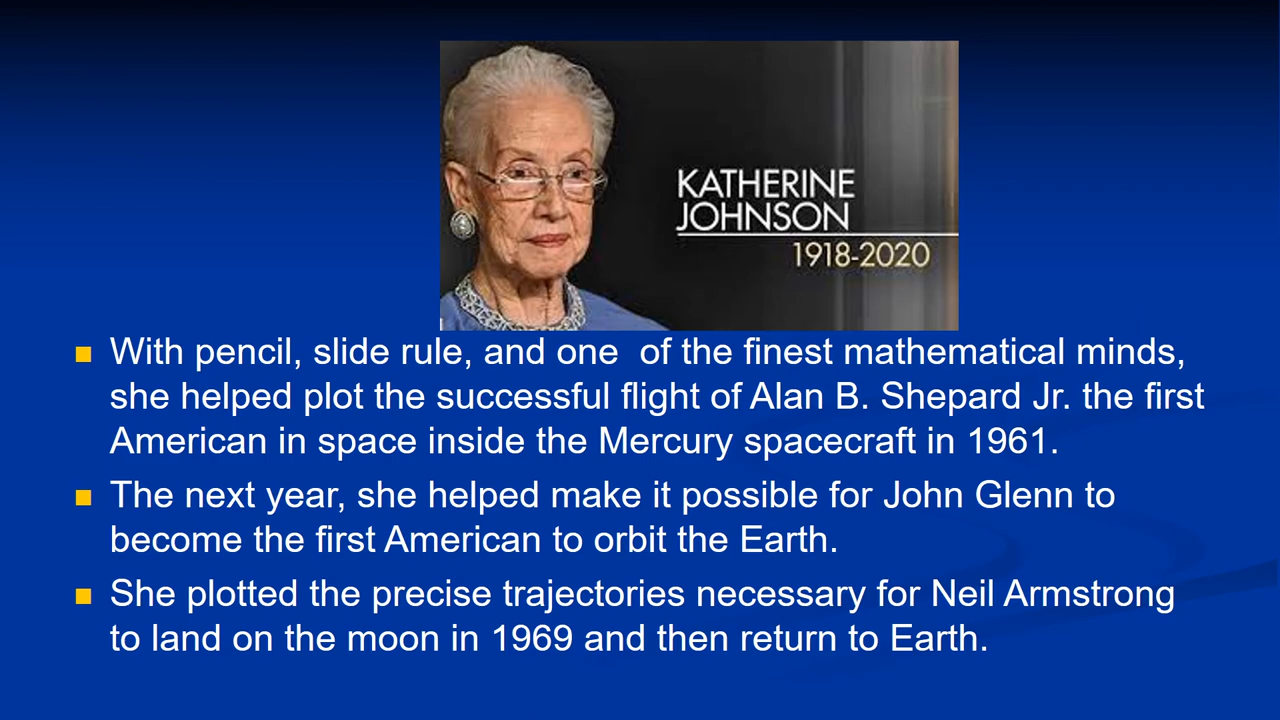 KATHERINE
JOHNSON
1918-2020
With pencil, slide rule, and one  of the finest mathematical minds,
she helped plot the successful flight of Alan B. Shepard Jr. the first
American in space inside the Mercury spacecraft in 1961.
The next year, she helped make it possible for John Glenn to
become the first American to orbit the Earth.
She plotted the precise trajectories necessary for Neil Armstrong
to land on the moon in 1969 and then return to Earth.